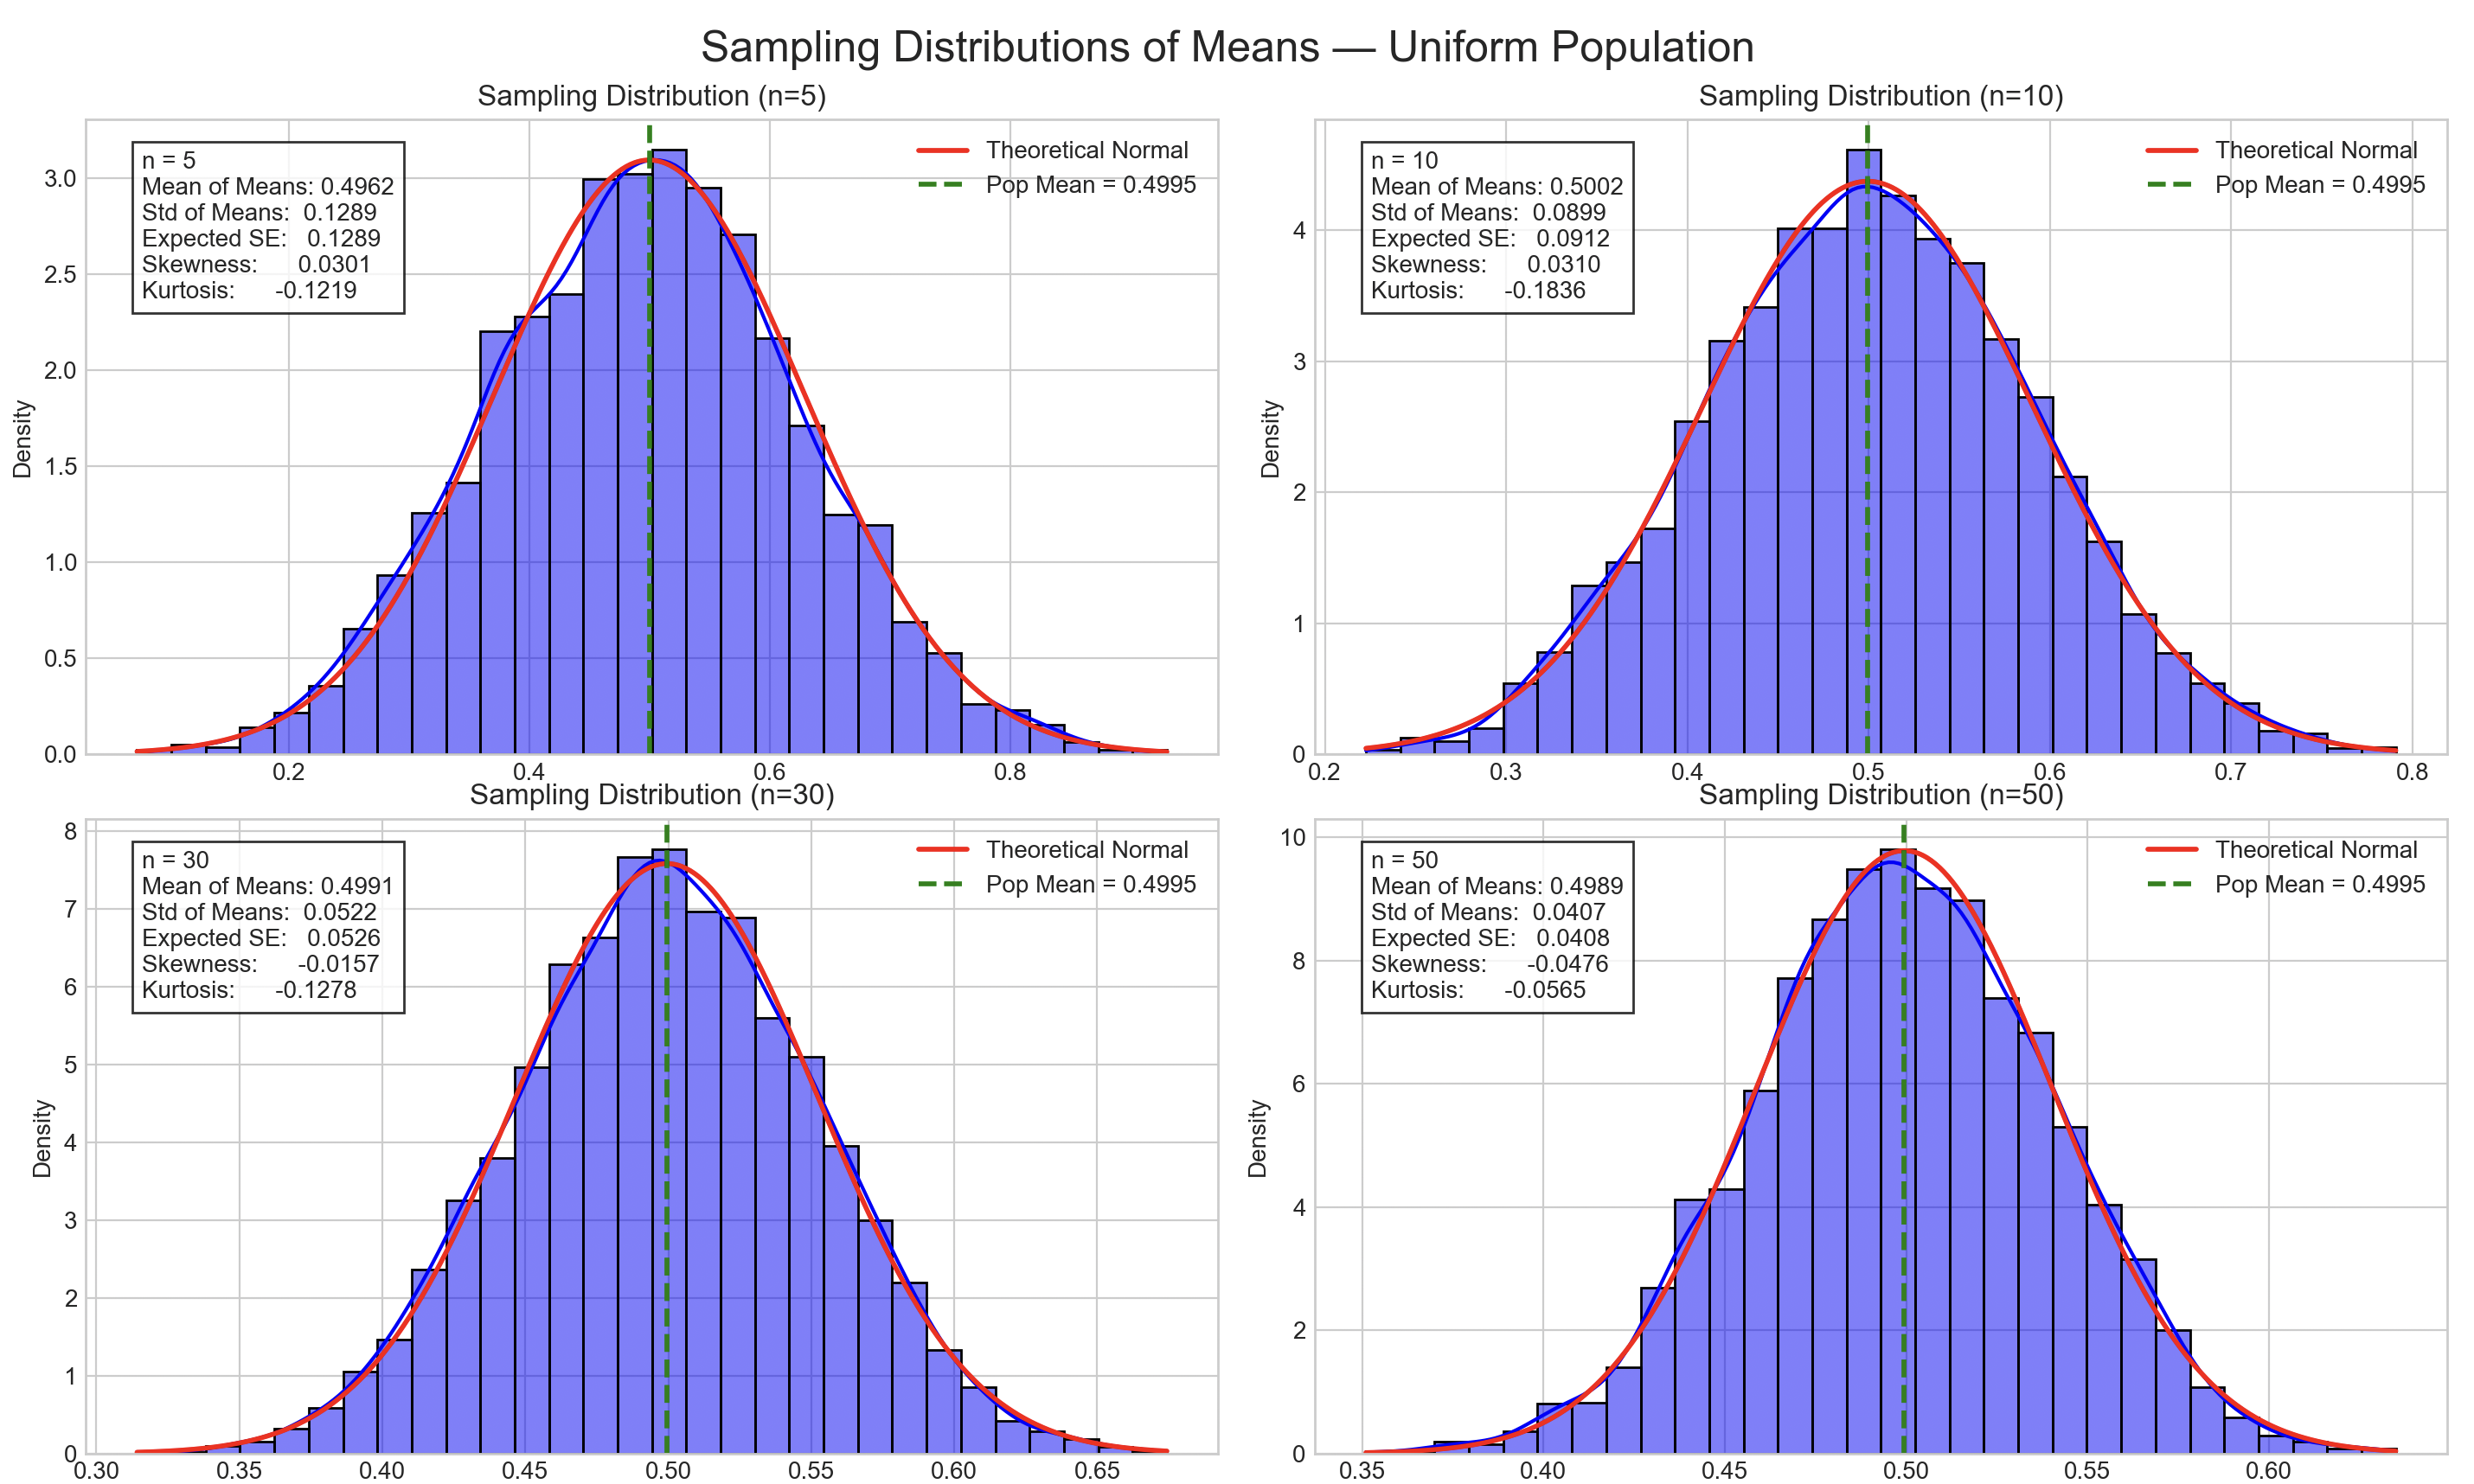 Sampling Distributions of Means — Uniform Population
Sampling Distribution (n=5)
n = 5
Mean of Means: 0.4962
Std of Means: 0.1289
Expected SE: 0.1289
Skewness: 0.0301
Kurtosis: -0.1219
Theoretical Normal
Pop Mean = 0.4995
Density
3.0
2.5
2.0
1.5
1.0
0.5
0.0
0.2 0.4 0.6 0.8
Sampling Distribution (n=10)
n = 10
Mean of Means: 0.5002
Std of Means: 0.0899
Expected SE: 0.0912
Skewness: 0.0310
Kurtosis: -0.1836
Theoretical Normal
Pop Mean = 0.4995
Density
4
3
2
1
0
0.2 0.3 0.4 0.5 0.6 0.7 0.8
Sampling Distribution (n=30)
n = 30
Mean of Means: 0.4991
Std of Means: 0.0522
Expected SE: 0.0526
Skewness: -0.0157
Kurtosis: -0.1278
Theoretical Normal
Pop Mean = 0.4995
Density
8
7
6
5
4
3
2
1
0
0.30 0.35 0.40 0.45 0.50 0.55 0.60 0.65
Sampling Distribution (n=50)
n = 50
Mean of Means: 0.4989
Std of Means: 0.0407
Expected SE: 0.0408
Skewness: -0.0476
Kurtosis: -0.0565
Theoretical Normal
Pop Mean = 0.4995
Density
10
8
6
4
2
0
0.35 0.40 0.45 0.50 0.55 0.60